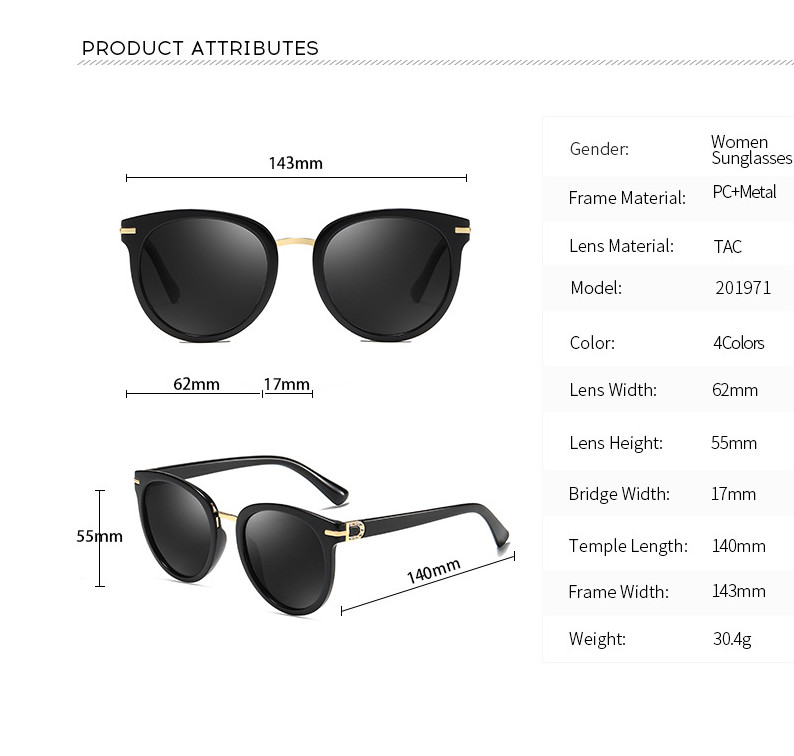 PRODUCT ATTRIBUTES
143mm
62mm
17mm
55mm
140mm
Gender: Women
Sunglasses
Frame Material: PC+Metal
Lens Material: TAC
Model: 201971
Color: 4Colors
Lens Width: 62mm
Lens Height: 55mm
Bridge Width: 17mm
Temple Length: 140mm
Frame Width: 143mm
Weight: 30.4g